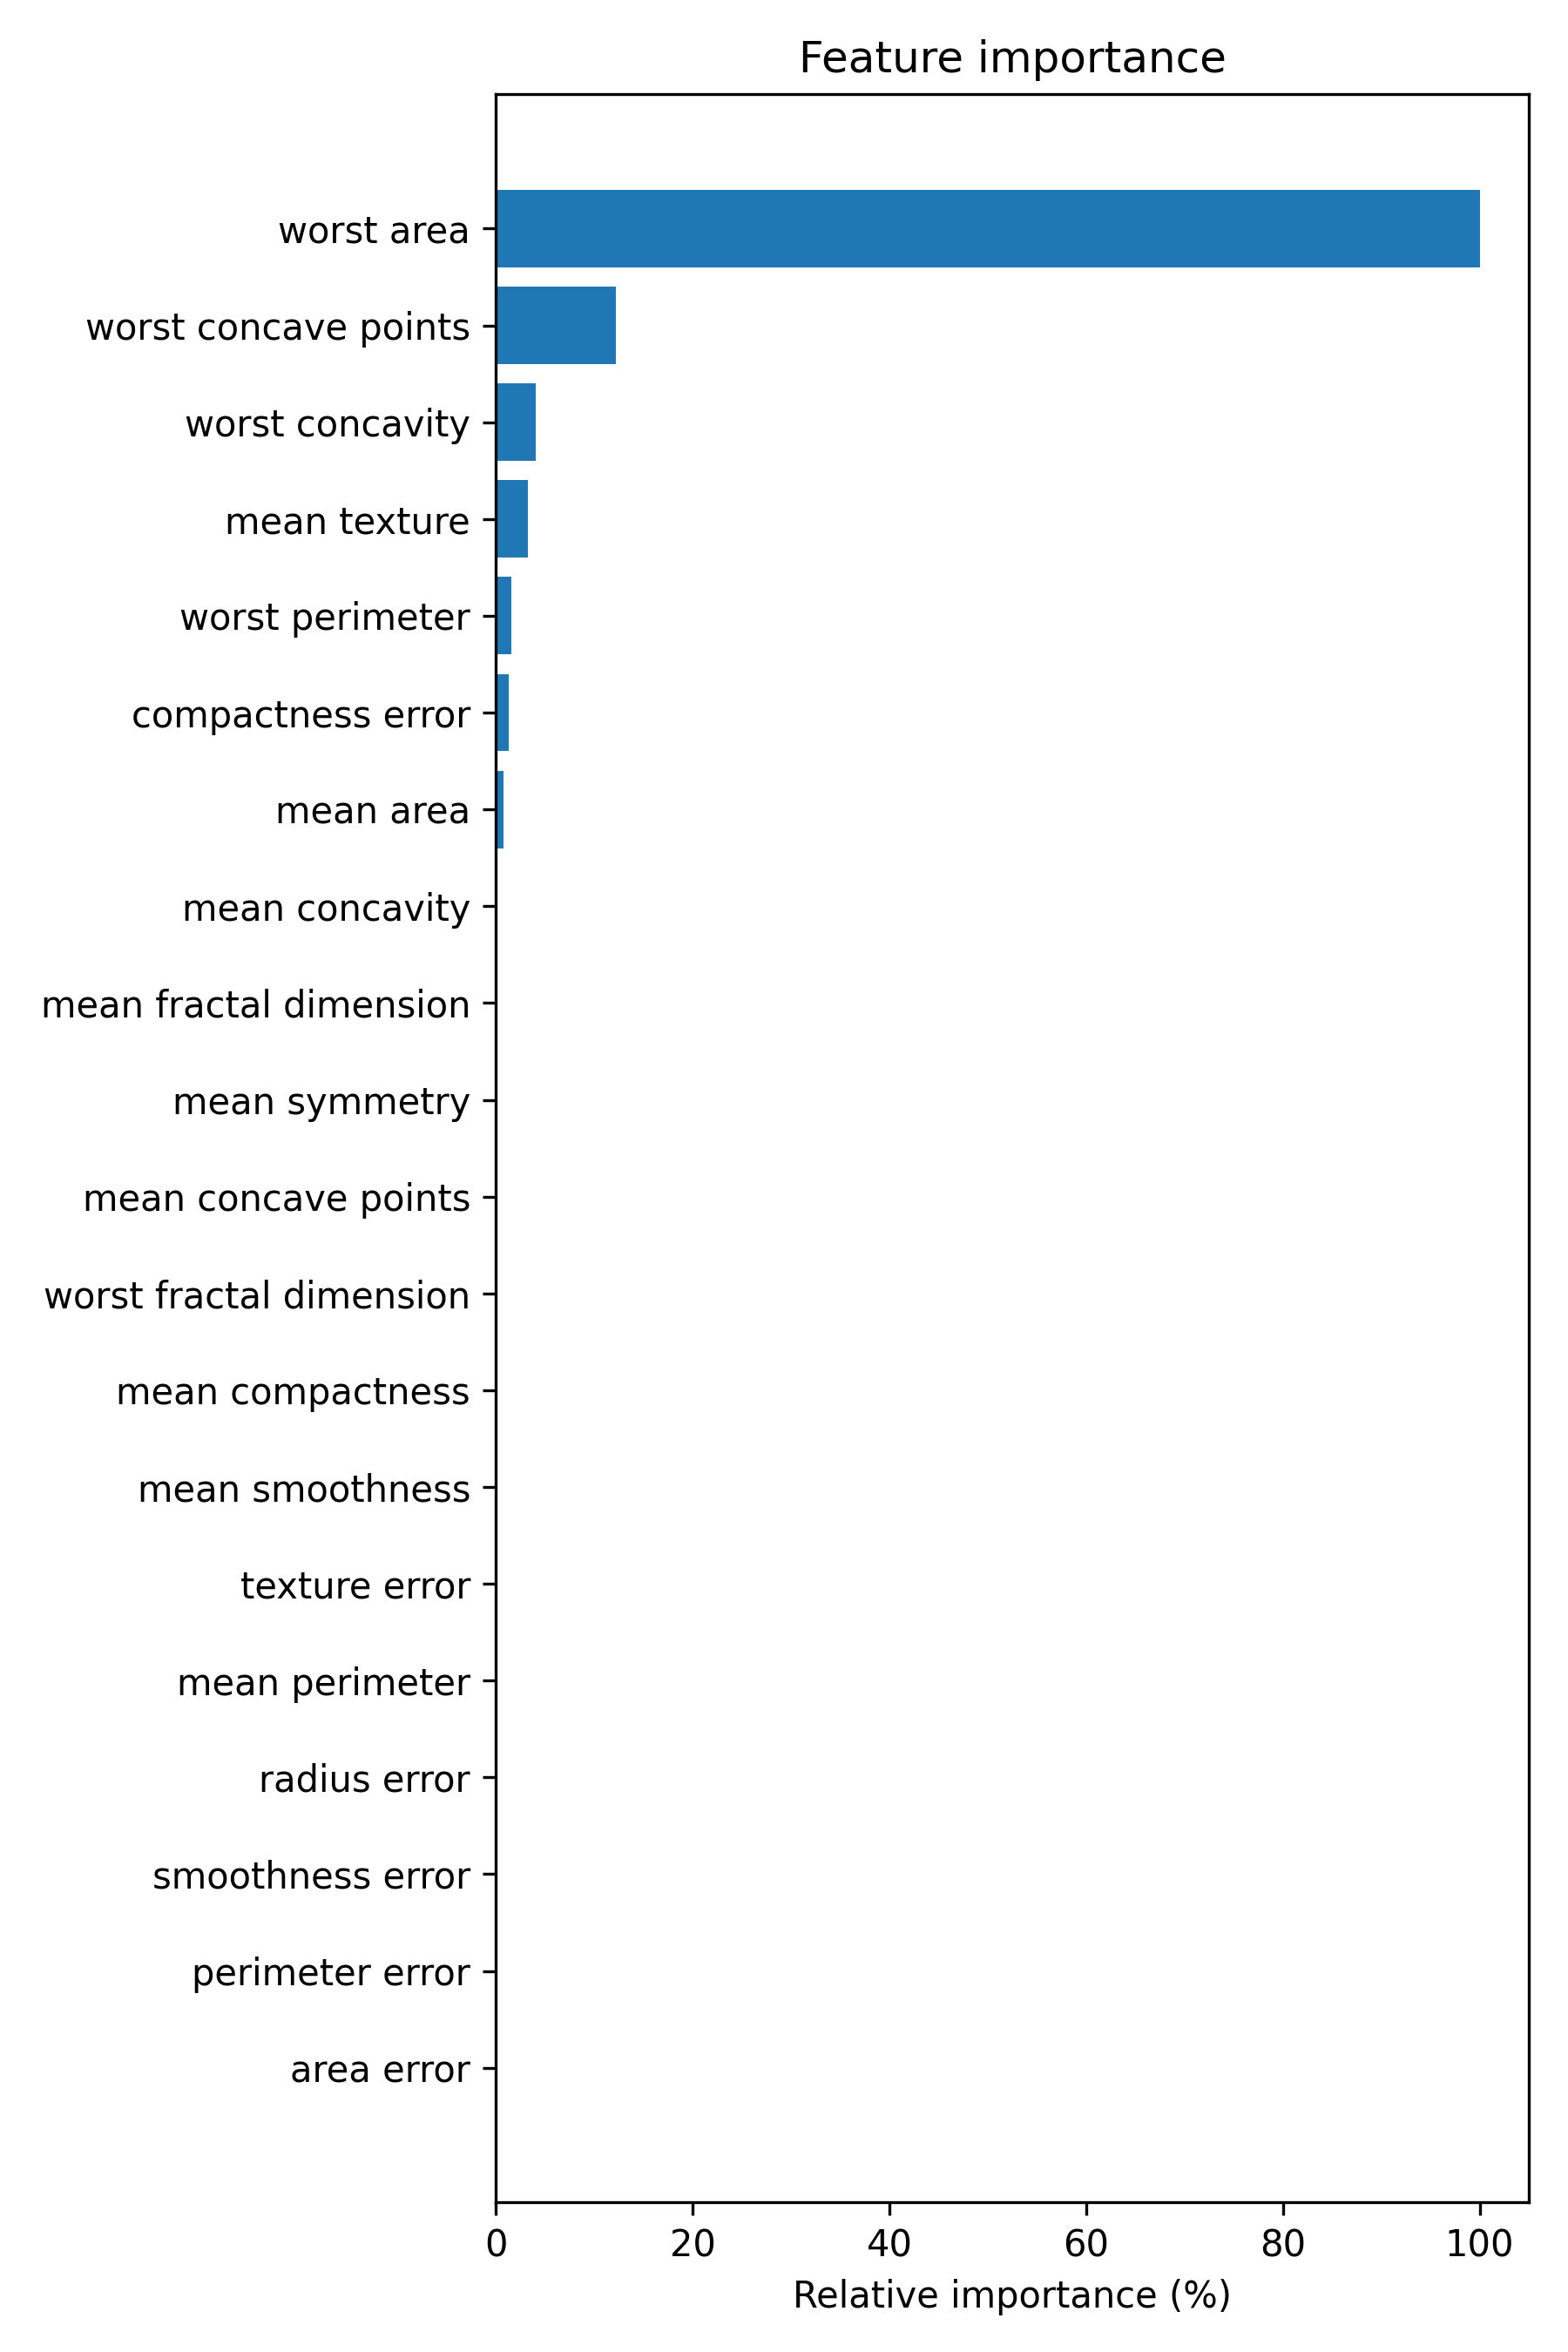 Feature importance
worst area
worst concave points
worst concavity
mean texture
worst perimeter
compactness error
mean area
mean concavity
mean fractal dimension
mean symmetry
mean concave points
worst fractal dimension
mean compactness
mean smoothness
texture error
mean perimeter
radius error
smoothness error
perimeter error
area error
0 20 40 60 80 100
Relative importance (%)